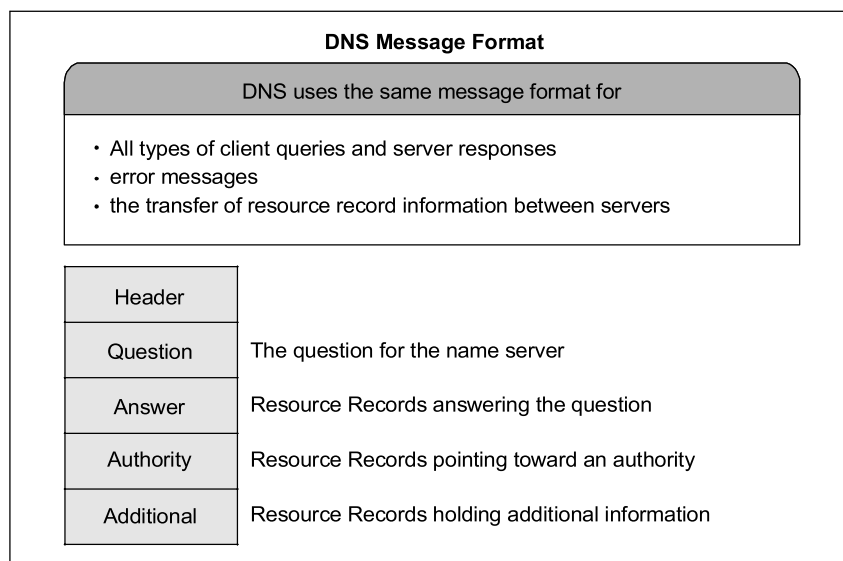 DNS Message Format
DNS uses the same message format for
• All types of client queries and server responses
• error messages
• the transfer of resource record information between servers
Header
Question The question for the name server
Answer Resource Records answering the question
Authority Resource Records pointing toward an authority
Additional Resource Records holding additional information